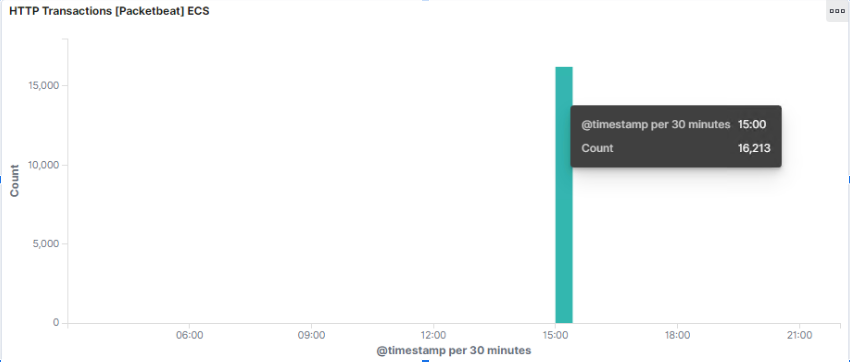 HTTP Transactions [Packetbeat] ECS
15,000
10,000
5,000
0
Count
@timestamp per 30 minutes 15:00
Count 16,213
06:00 09:00 12:00 15:00 18:00 21:00
@timestamp per 30 minutes